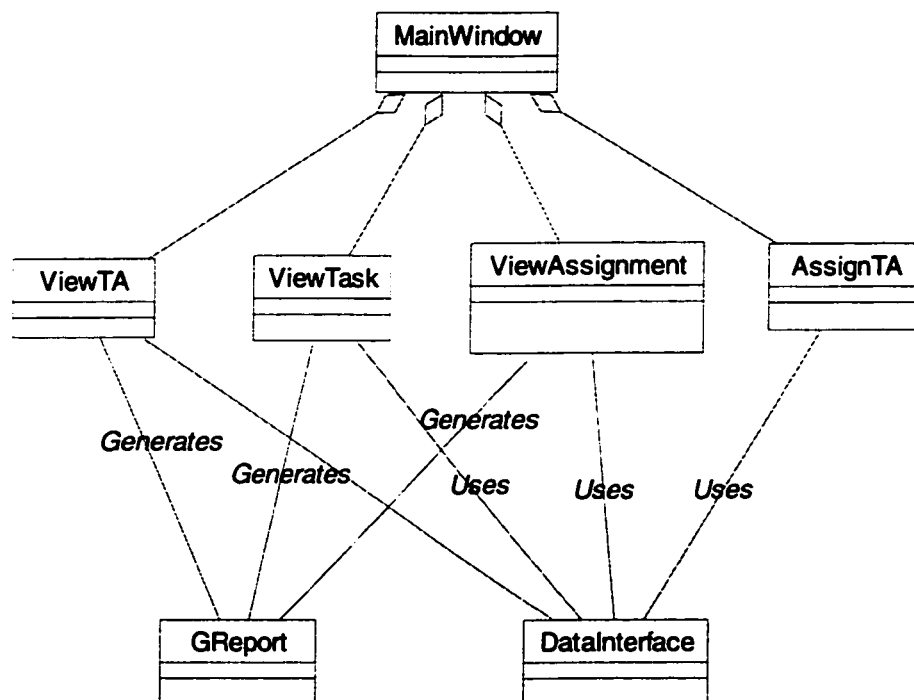 MainWindow
ViewTA
ViewTask
ViewAssignment
AssignTA
Generates
Generates
Generates
Uses
Uses
Uses
GReport
DataInterface